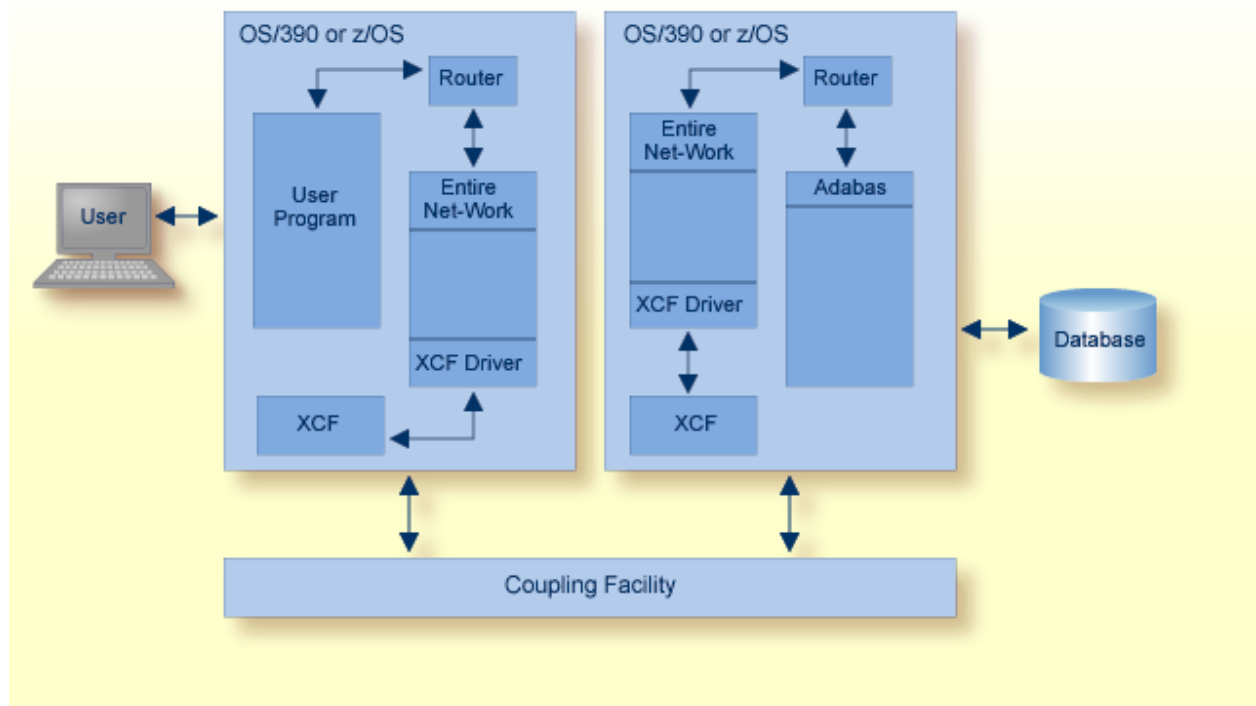 OS/390 or z/OS
Router
User
Program
Entire
Net-Work
XCF Driver
XCF
User
OS/390 or z/OS
Router
Entire
Net-Work
Adabas
XCF Driver
XCF
Database
Coupling Facility